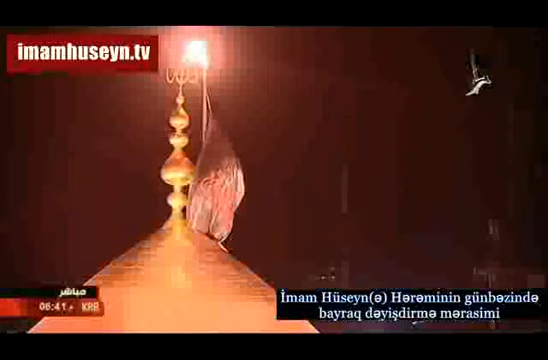 imamhuseyn.tv
مباشر
06:41 KRB
İmam Hüseyn(ə) Hərəminin günbəzində
bayraq dəyişdirmə mərasimi